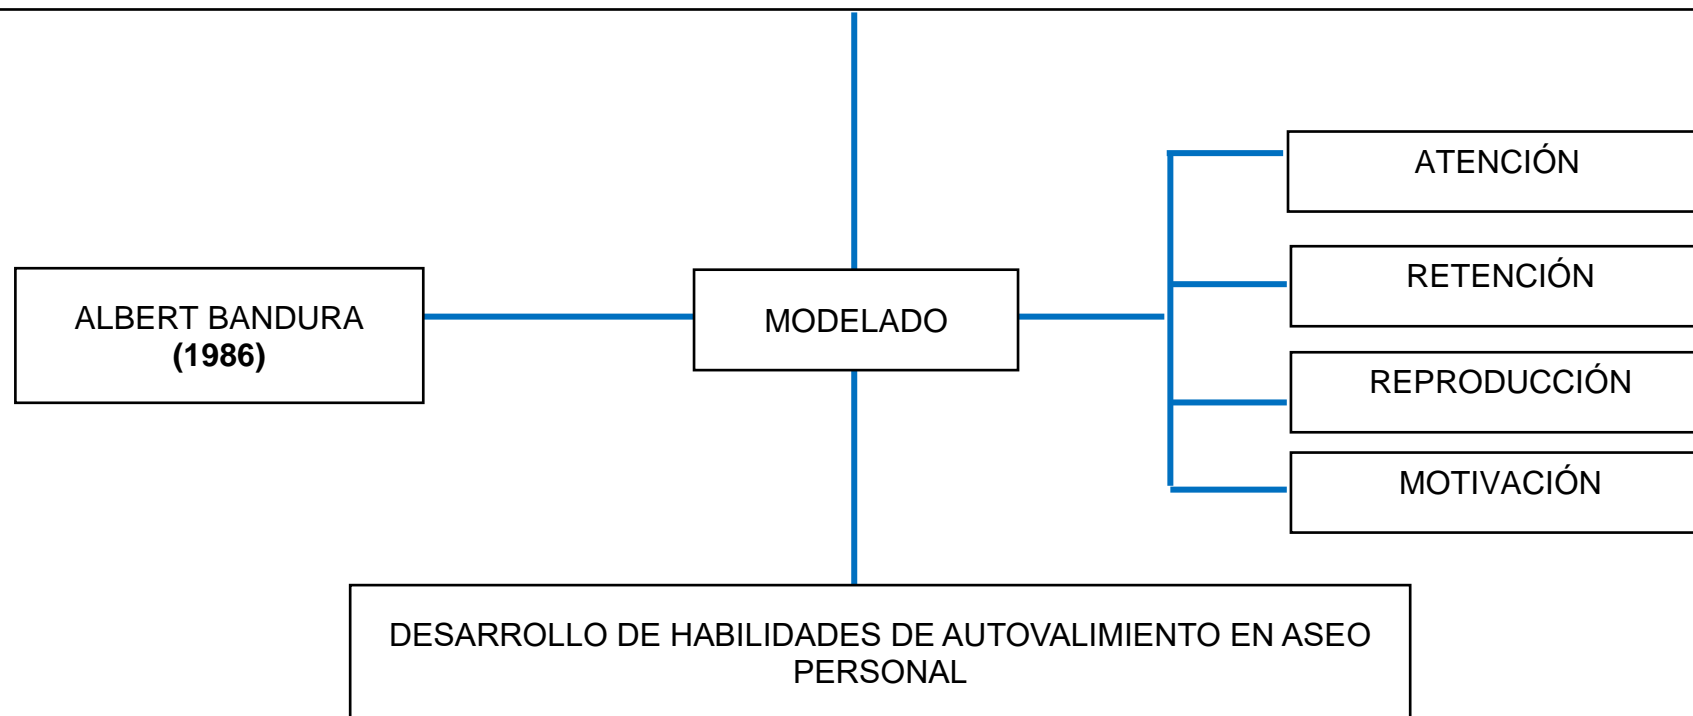 ATENCIÓN
RETENCIÓN
ALBERT BANDURA
(1986)
MODELADO
REPRODUCCIÓN
MOTIVACIÓN
DESARROLLO DE HABILIDADES DE AUTOVALIMIENTO EN ASEO
PERSONAL